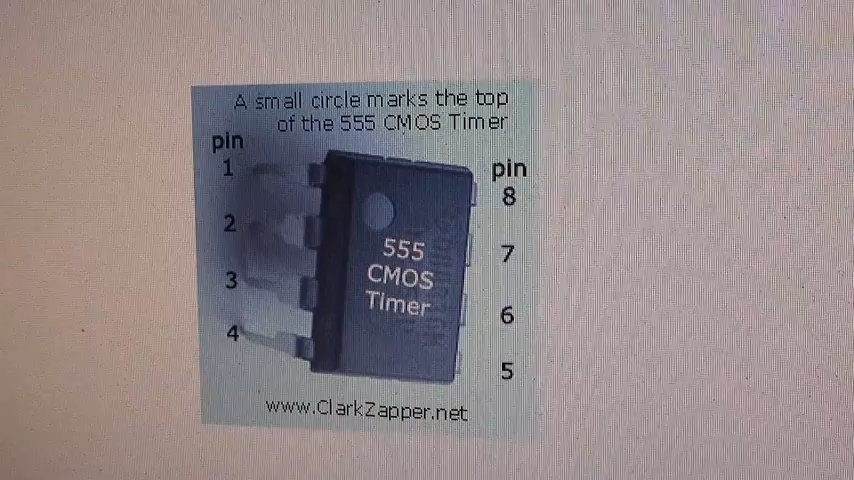 A small circle marks the top
of the 555 CMOS Timer
pin
1
2
3
4
555
CMOS
Timer
pin
8
7
6
5
www.ClarkZapper.net